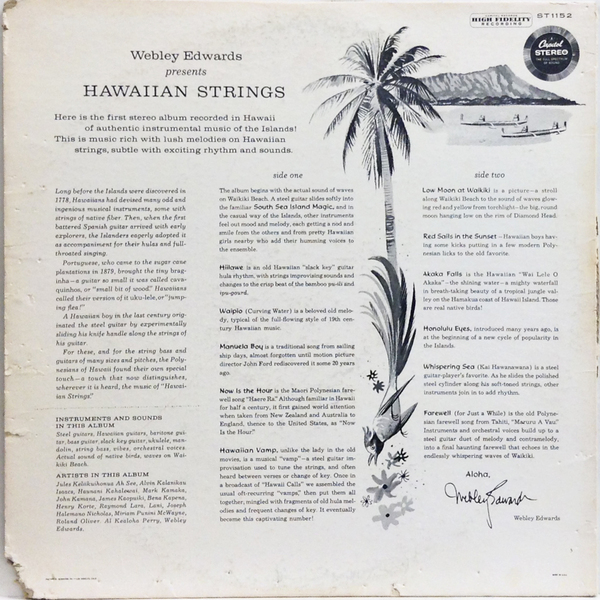 HIGH FIDELITY
RECORDING
ST1152
Capitol
STEREO
Webley Edwards
presents
HAWAIIAN STRINGS
Here is the first stereo album recorded in Hawaii
of authentic instrumental music of the Islands!
This is music rich with lush melodies on Hawaiian
strings, subtle with exciting rhythm and sounds.
Long before the Islands were discovered in
1778, Hawaiians had devised many odd and
ingenious musical instruments, some with
strings of native fiber. Then, when the first
battered Spanish guitar arrived with early
explorers, the Islanders eagerly adopted it
as accompaniment for their hulas and full-
throated singing.
Portuguese, who came to the sugar cane
plantations in 1879, brought the tiny brag-
inha—a guitar so small it was called cava-
quinhos, or "small bit of wood." Hawaiians
called their version of it uku-lele, or "jump-
ing flea!"
A Hawaiian boy in the last century orig-
inated the steel guitar by experimentally
sliding his knife handle along the strings of
his guitar.
For these, and for the string bass and
guitars of many sizes and pitches, the Poly-
nesians of Hawaii found their own special
touch—a touch that now distinguishes,
wherever it is heard, the music of "Hawai-
ian Strings."
INSTRUMENTS AND SOUNDS
IN THIS ALBUM
Steel guitars, Hawaiian guitars, baritone gui-
tar, bass guitar, slack key guitar, ukulele, man-
dolin, string bass, vibes, orchestral voices.
Actual sound of native birds, waves on Wai-
kiki Beach.
ARTISTS IN THIS ALBUM
Jules Kelikuihonua Ah See, Alvin Kalanikau
Isaacs, Haunani Kahalewai, Mark Kamaka,
John Kamana, James Kaopuiki, Benu Kapena,
Henry Korte, Raymond Lare, Lani, Joseph
Halemano Nicholas, Miriam Punini McWayne,
Roland Oliver, Al Kealoha Perry, Webley
Edwards.
side one
The album begins with the actual sound of waves
on Waikiki Beach. A steel guitar slides softly into
the familiar South Sea Island Magic, and in
the casual way of the Islands, other instruments
feel out mood and melody, each getting a nod and
smile from the others and from pretty Hawaiian
girls nearby who add their humming voices to
the ensemble.
Hiilawe is an old Hawaiian "slack key" guitar
hula rhythm, with strings improvising sounds and
changes to the crisp beat of the bamboo pu-ili and
ipu-gourd.
Waipio (Curving Water) is a beloved old melo-
dy, typical of the full-flowing style of 19th cen-
tury Hawaiian music.
Manuela Boy is a traditional song from sailing
ship days, almost forgotten until motion picture
director John Ford rediscovered it some 20 years
ago.
Now Is the Hour is the Maori Polynesian fare-
well song "Haere Ra." Although familiar in Hawaii
for half a century, it first gained world attention
when taken from New Zealand and Australia to
England, thence to the United States, as "Now
Is the Hour."
Hawaiian Vamp, unlike the lady in the old
movies, is a musical "vamp"—a steel guitar im-
provisation used to tune the strings, and often
heard between verses or change of key. Once in
a broadcast of "Hawaii Calls" we assembled the
usual oft-recurring "vamps," then put them all
together, mingled with fragments of old hula mel-
odies and frequent changes of key. It eventually
became this captivating number!
side two
Low Moon at Waikiki is a picture—a stroll
along Waikiki Beach to the sound of waves glow-
ing red and yellow from torchlight—the big, round
moon hanging low on the rim of Diamond Head.
Red Sails in the Sunset—Hawaiian boys hav-
ing some kicks putting in a few modern Poly-
nesian licks to the old favorite.
Akaka Falls is the Hawaiian "Wai Lele O
Akaka"—the shining water—a mighty waterfall
in breath-taking beauty of a tropical jungle val-
ley on the Hamakua coast of Hawaii Island. Those
are real native birds!
Honolulu Eyes, introduced many years ago, is
at the beginning of a new cycle of popularity in
the Islands.
Whispering Sea (Kai Hawanawana) is a steel
guitar-player's favorite. As he slides the polished
steel cylinder along his soft-toned strings, other
instruments join in to add rhythm.
Farewell (for Just a While) is the old Polyne-
sian farewell song from Tahiti, "Maruru A Vau."
Instruments and orchestral voices build up to a
steel guitar duet of melody and contramelody,
into a final haunting farewell that echoes in the
endlessly whispering waves of Waikiki.
Aloha,
Webley Edwards
Webley Edwards